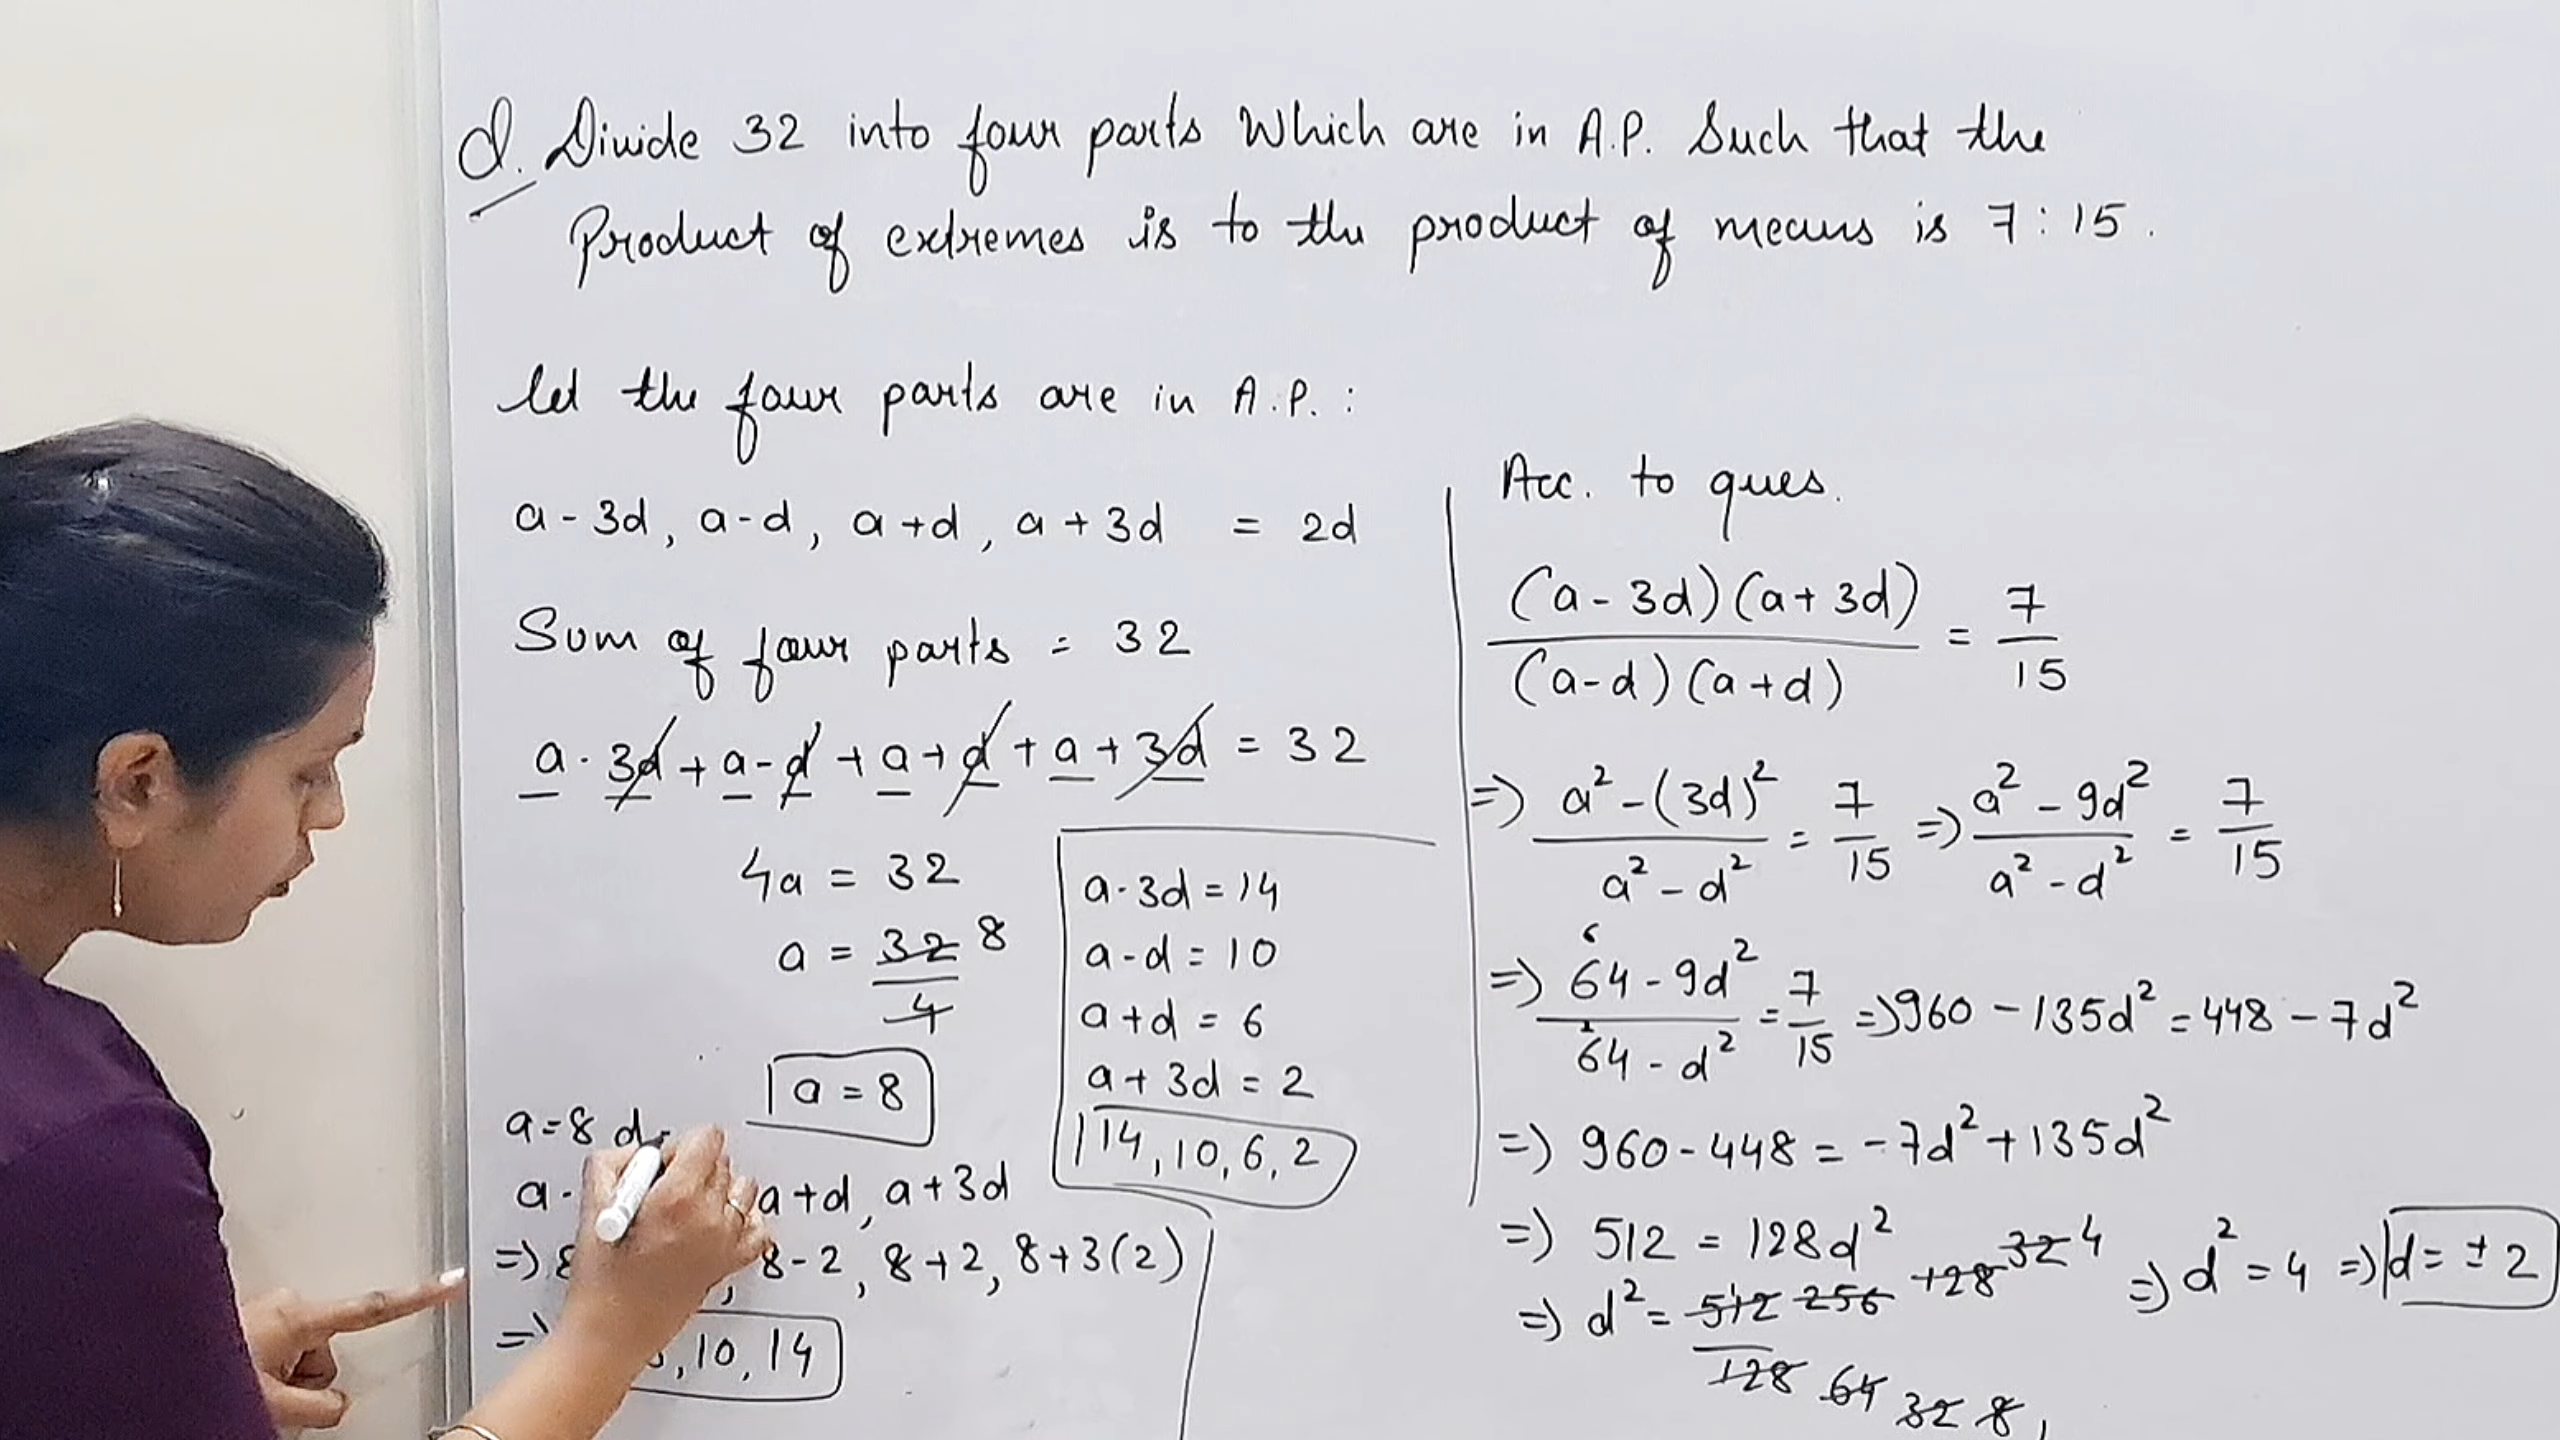 d. Divide 32 into four parts Which are in A.P. Such that the
Product of extremes is to the product of means is 7 : 15 .
let the four parts are in A.P. :
a - 3d, a - d, a + d, a + 3d = 2d
Sum of four parts = 32
a - 3d + a - d + a + d + a + 3d = 32
4a = 32
a = 32 8
4
a = 8
a = 8 d =
a - a + d, a + 3d
=) 8 , 8 - 2, 8 + 2, 8 + 3(2)
=) , 10, 14
a - 3d = 14
a - d = 10
a + d = 6
a + 3d = 2
14, 10, 6, 2
Acc. to ques.
(a - 3d)(a + 3d) / (a - d)(a + d) = 7/15
=) a² - (3d)² / a² - d² = 7/15 =) a² - 9d² / a² - d² = 7/15
=) 64 - 9d² / 64 - d² = 7/15 =) 960 - 135d² = 448 - 7d²
=) 960 - 448 = -7d² + 135d²
=) 512 = 128d²
=) d² = 512 256 128 32 4 =) d² = 4 =) d = ± 2
128 64 32 8